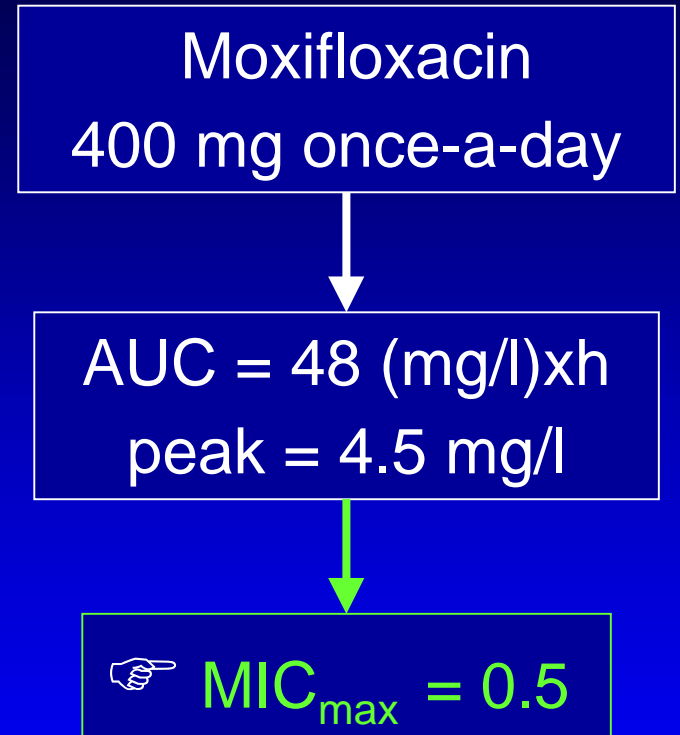 Moxifloxacin
400 mg once-a-day
AUC = 48 (mg/l)xh
peak = 4.5 mg/l
☞ MICmax = 0.5